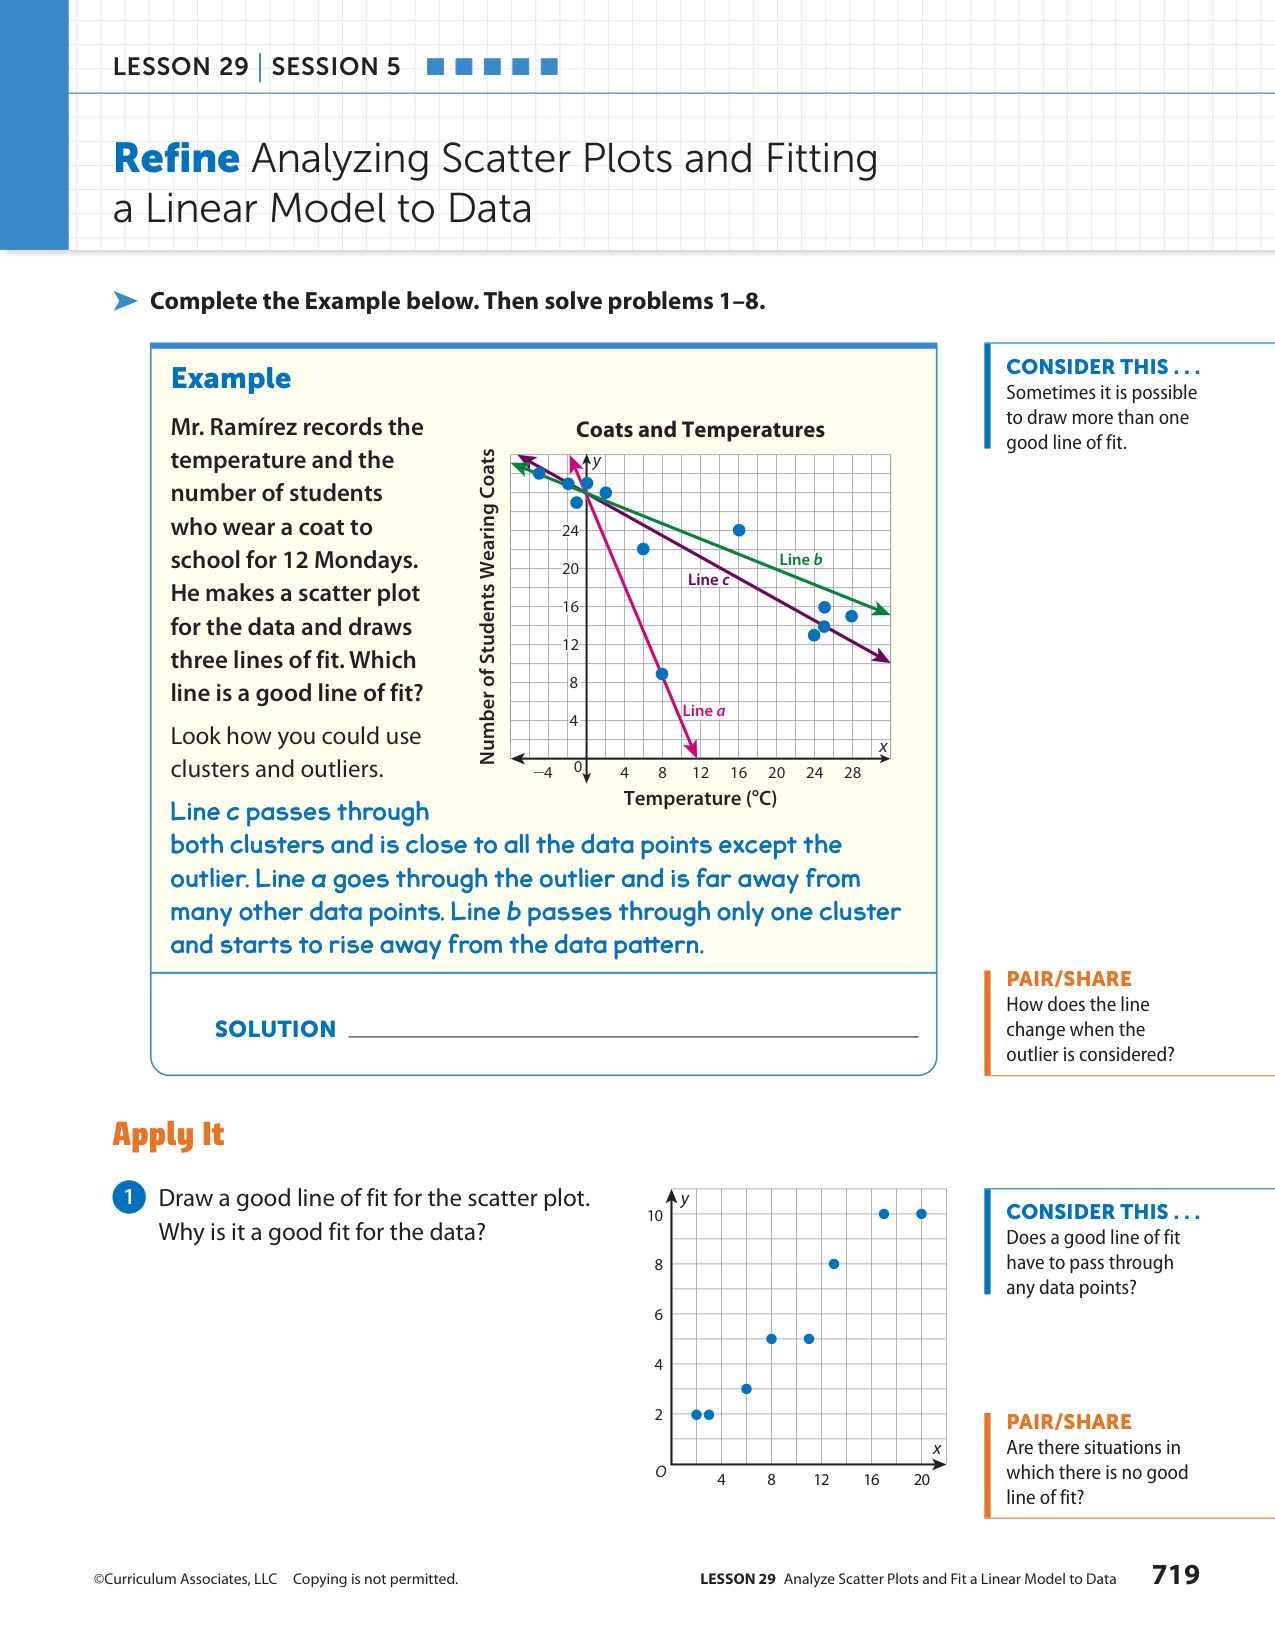 LESSON 29 | SESSION 5
Refine Analyzing Scatter Plots and Fitting
a Linear Model to Data
Complete the Example below. Then solve problems 1–8.
Example
Mr. Ramírez records the
temperature and the
number of students
who wear a coat to
school for 12 Mondays.
He makes a scatter plot
for the data and draws
three lines of fit. Which
line is a good line of fit?
Look how you could use
clusters and outliers.
Coats and Temperatures
Number of Students Wearing Coats
y
24
20
16
12
8
4
0
Line b
Line c
Line a
x
−4 4 8 12 16 20 24 28
Temperature (°C)
Line c passes through
both clusters and is close to all the data points except the
outlier. Line a goes through the outlier and is far away from
many other data points. Line b passes through only one cluster
and starts to rise away from the data pattern.
SOLUTION
CONSIDER THIS . . .
Sometimes it is possible
to draw more than one
good line of fit.
PAIR/SHARE
How does the line
change when the
outlier is considered?
Apply It
1 Draw a good line of fit for the scatter plot.
Why is it a good fit for the data?
y
10
8
6
4
2
O
x
4 8 12 16 20
CONSIDER THIS . . .
Does a good line of fit
have to pass through
any data points?
PAIR/SHARE
Are there situations in
which there is no good
line of fit?
©Curriculum Associates, LLC Copying is not permitted.
LESSON 29 Analyze Scatter Plots and Fit a Linear Model to Data 719